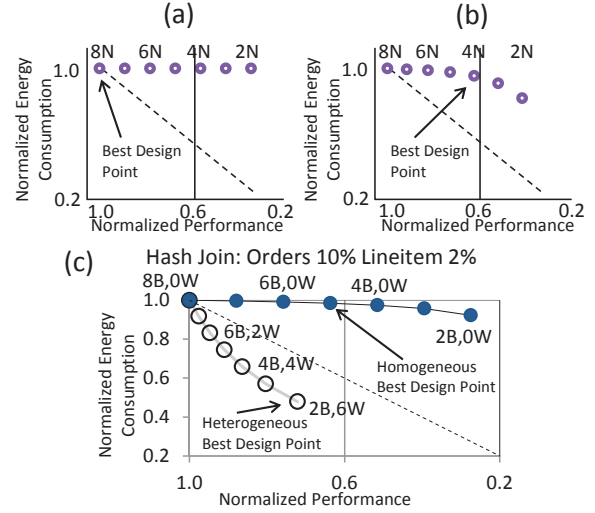 (a)
8N 6N 4N 2N
1.0
0.2
Normalized Energy
Consumption
Best Design
Point
1.0 0.6 0.2
Normalized Performance
(b)
8N 6N 4N 2N
1.0
0.2
Normalized Energy
Consumption
Best Design
Point
1.0 0.6 0.2
Normalized Performance
(c)
Hash Join: Orders 10% Lineitem 2%
8B,0W 6B,0W 4B,0W
2B,0W
6B,2W
4B,4W
2B,6W
Homogeneous
Best Design Point
Heterogeneous
Best Design Point
1.0
0.8
0.6
0.4
0.2
Normalized Energy
Consumption
1.0 0.6 0.2
Normalized Performance